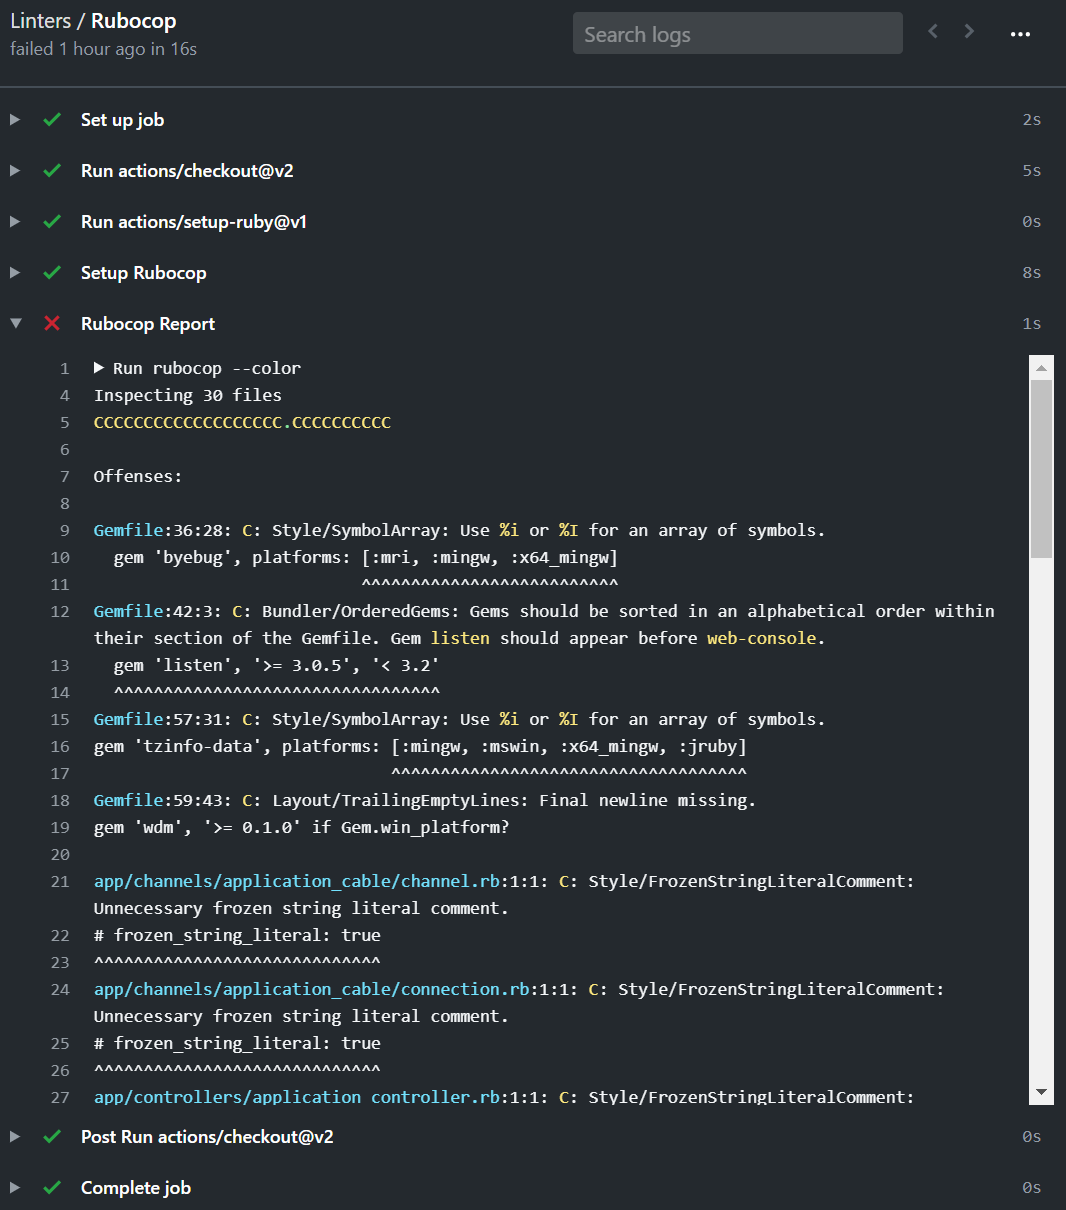 Linters / Rubocop
failed 1 hour ago in 16s
Search logs
Set up job 2s
Run actions/checkout@v2 5s
Run actions/setup-ruby@v1 0s
Setup Rubocop 8s
Rubocop Report 1s
1 Run rubocop --color
4 Inspecting 30 files
5 CCCCCCCCCCCCCCCCCCC.CCCCCCCCCC
6
7 Offenses:
8
9 Gemfile:36:28: C: Style/SymbolArray: Use %i or %I for an array of symbols.
10 gem 'byebug', platforms: [:mri, :mingw, :x64_mingw]
11 ^^^^^^^^^^^^^^^^^^^^^^^^^^
12 Gemfile:42:3: C: Bundler/OrderedGems: Gems should be sorted in an alphabetical order within
their section of the Gemfile. Gem listen should appear before web-console.
13 gem 'listen', '>= 3.0.5', '< 3.2'
14 ^^^^^^^^^^^^^^^^^^^^^^^^^^^^^^^^^
15 Gemfile:57:31: C: Style/SymbolArray: Use %i or %I for an array of symbols.
16 gem 'tzinfo-data', platforms: [:mingw, :mswin, :x64_mingw, :jruby]
17 ^^^^^^^^^^^^^^^^^^^^^^^^^^^^^^^^^^^^
18 Gemfile:59:43: C: Layout/TrailingEmptyLines: Final newline missing.
19 gem 'wdm', '>= 0.1.0' if Gem.win_platform?
20
21 app/channels/application_cable/channel.rb:1:1: C: Style/FrozenStringLiteralComment:
Unnecessary frozen string literal comment.
22 # frozen_string_literal: true
23 ^^^^^^^^^^^^^^^^^^^^^^^^^^^^^
24 app/channels/application_cable/connection.rb:1:1: C: Style/FrozenStringLiteralComment:
Unnecessary frozen string literal comment.
25 # frozen_string_literal: true
26 ^^^^^^^^^^^^^^^^^^^^^^^^^^^^^
27 app/controllers/application_controller.rb:1:1: C: Style/FrozenStringLiteralComment:
Post Run actions/checkout@v2 0s
Complete job 0s